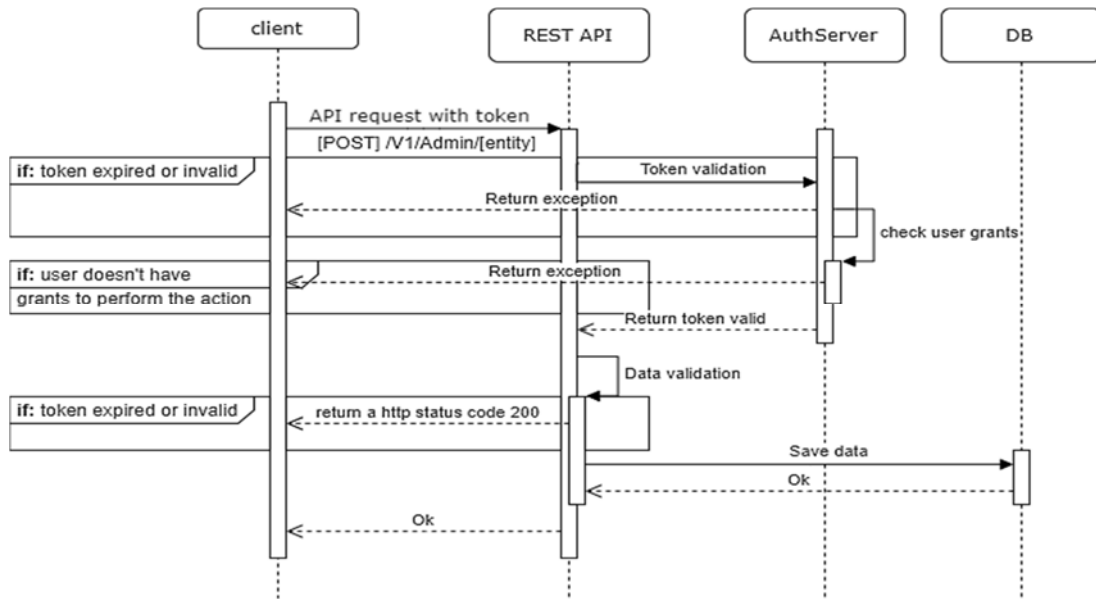 client
REST API
AuthServer
DB
API request with token
[POST] /V1/Admin/[entity]
if: token expired or invalid
Token validation
Return exception
check user grants
if: user doesn't have
grants to perform the action
Return exception
Return token valid
Data validation
if: token expired or invalid
return a http status code 200
Save data
Ok
Ok